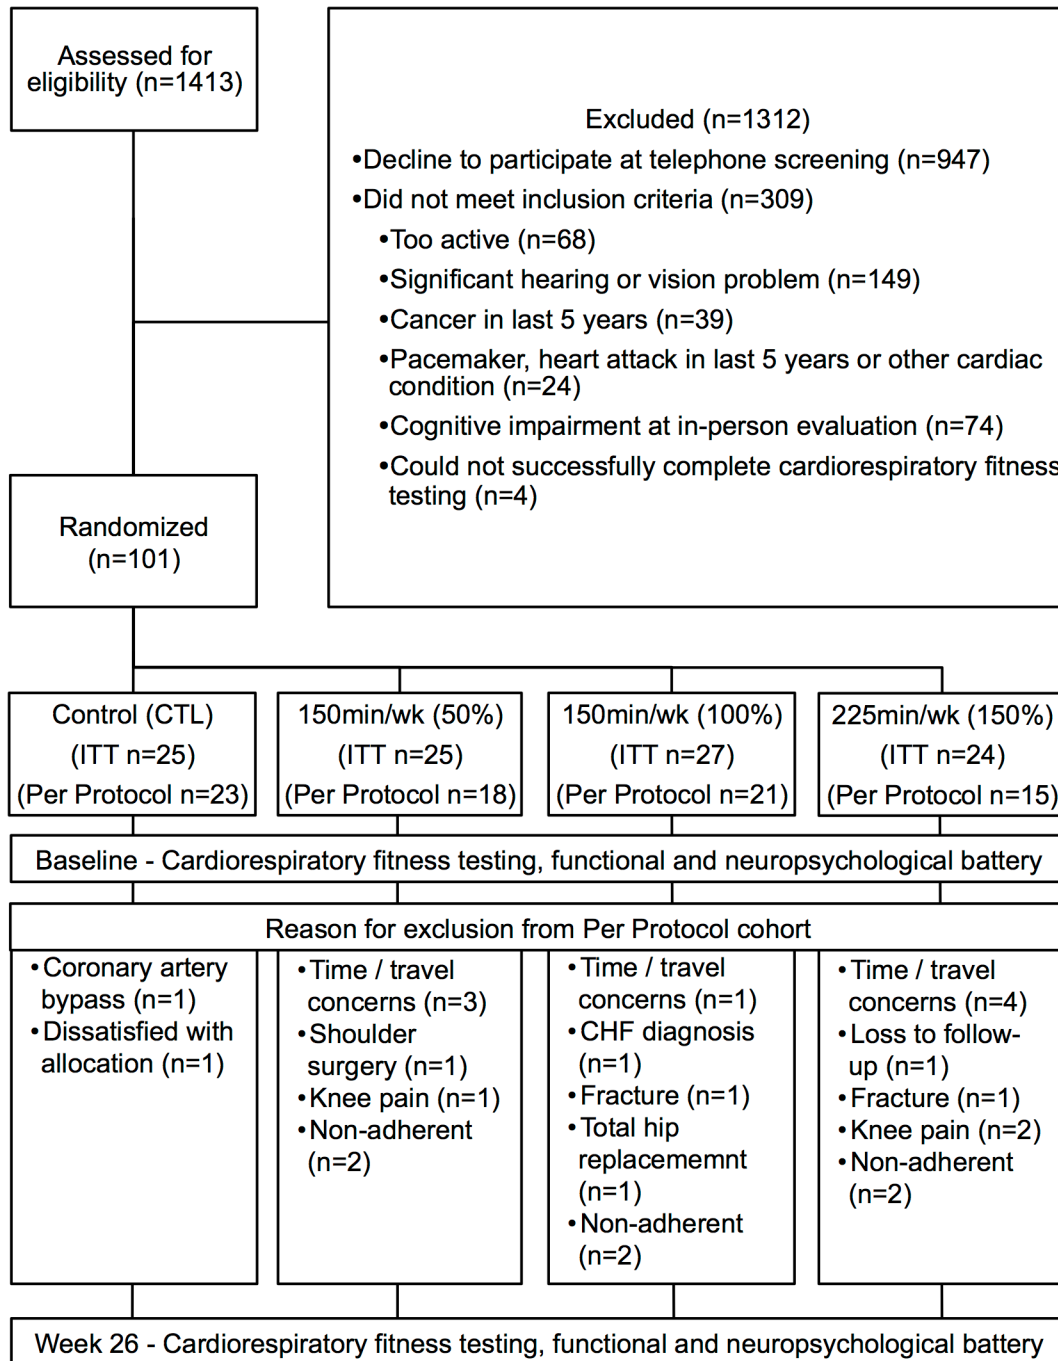 Assessed for
eligibility (n=1413)
Excluded (n=1312)
•Decline to participate at telephone screening (n=947)
•Did not meet inclusion criteria (n=309)
•Too active (n=68)
•Significant hearing or vision problem (n=149)
•Cancer in last 5 years (n=39)
•Pacemaker, heart attack in last 5 years or other cardiac
condition (n=24)
•Cognitive impairment at in-person evaluation (n=74)
•Could not successfully complete cardiorespiratory fitness
testing (n=4)
Randomized
(n=101)
Control (CTL)
(ITT n=25)
(Per Protocol n=23)
150min/wk (50%)
(ITT n=25)
(Per Protocol n=18)
150min/wk (100%)
(ITT n=27)
(Per Protocol n=21)
225min/wk (150%)
(ITT n=24)
(Per Protocol n=15)
Baseline - Cardiorespiratory fitness testing, functional and neuropsychological battery
Reason for exclusion from Per Protocol cohort
•Coronary artery
bypass (n=1)
•Dissatisfied with
allocation (n=1)
•Time / travel
concerns (n=3)
•Shoulder
surgery (n=1)
•Knee pain (n=1)
•Non-adherent
(n=2)
•Time / travel
concerns (n=1)
•CHF diagnosis
(n=1)
•Fracture (n=1)
•Total hip
replacememnt
(n=1)
•Non-adherent
(n=2)
•Time / travel
concerns (n=4)
•Loss to follow-
up (n=1)
•Fracture (n=1)
•Knee pain (n=2)
•Non-adherent
(n=2)
Week 26 - Cardiorespiratory fitness testing, functional and neuropsychological battery